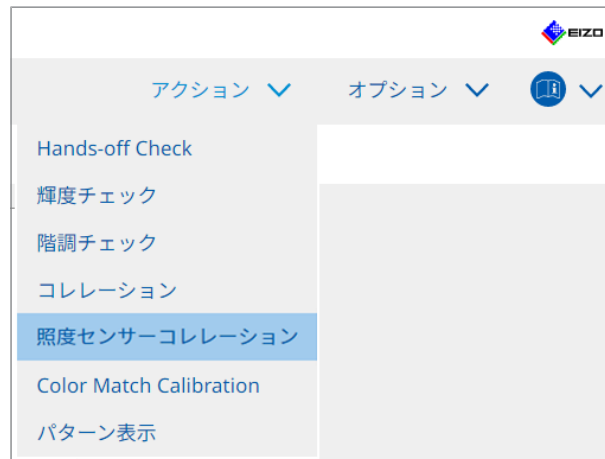 EIZO
アクション オプション
Hands-off Check
輝度チェック
階調チェック
コレレーション
照度センサーコレレーション
Color Match Calibration
パターン表示